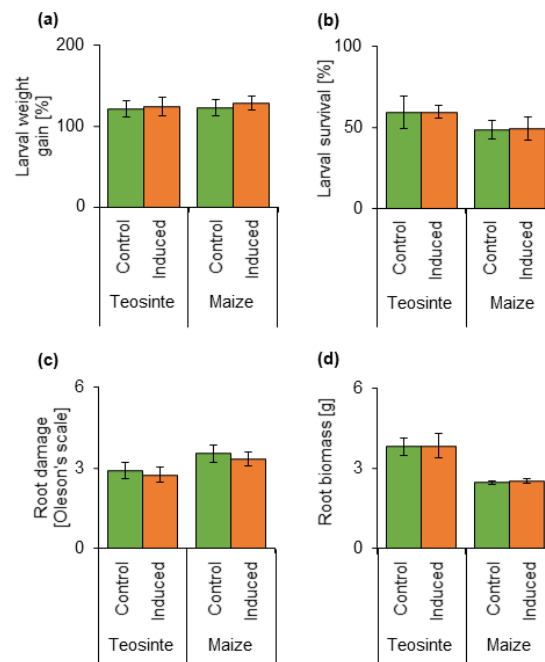 (a)
Larval weight
gain [%]
200
100
0
Control
Induced
Control
Induced
Teosinte
Maize
(b)
Larval survival [%]
100
50
0
Control
Induced
Control
Induced
Teosinte
Maize
(c)
Root damage
[Oleson's scale]
6
3
0
Control
Induced
Control
Induced
Teosinte
Maize
(d)
Root biomass [g]
6
3
0
Control
Induced
Control
Induced
Teosinte
Maize